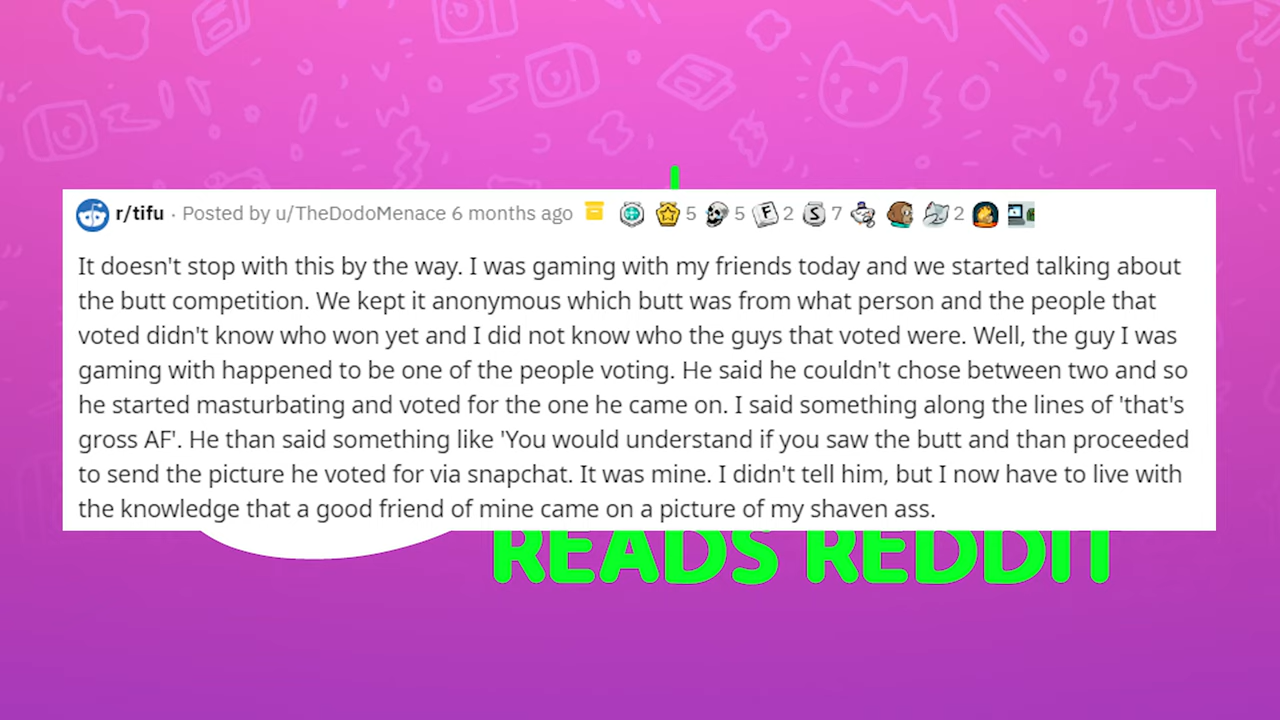 r/tifu · Posted by u/TheDodoMenace 6 months ago 5 5 2 7 2
It doesn't stop with this by the way. I was gaming with my friends today and we started talking about
the butt competition. We kept it anonymous which butt was from what person and the people that
voted didn't know who won yet and I did not know who the guys that voted were. Well, the guy I was
gaming with happened to be one of the people voting. He said he couldn't chose between two and so
he started masturbating and voted for the one he came on. I said something along the lines of 'that's
gross AF'. He than said something like 'You would understand if you saw the butt and than proceeded
to send the picture he voted for via snapchat. It was mine. I didn't tell him, but I now have to live with
the knowledge that a good friend of mine came on a picture of my shaven ass.
READS REDDIT